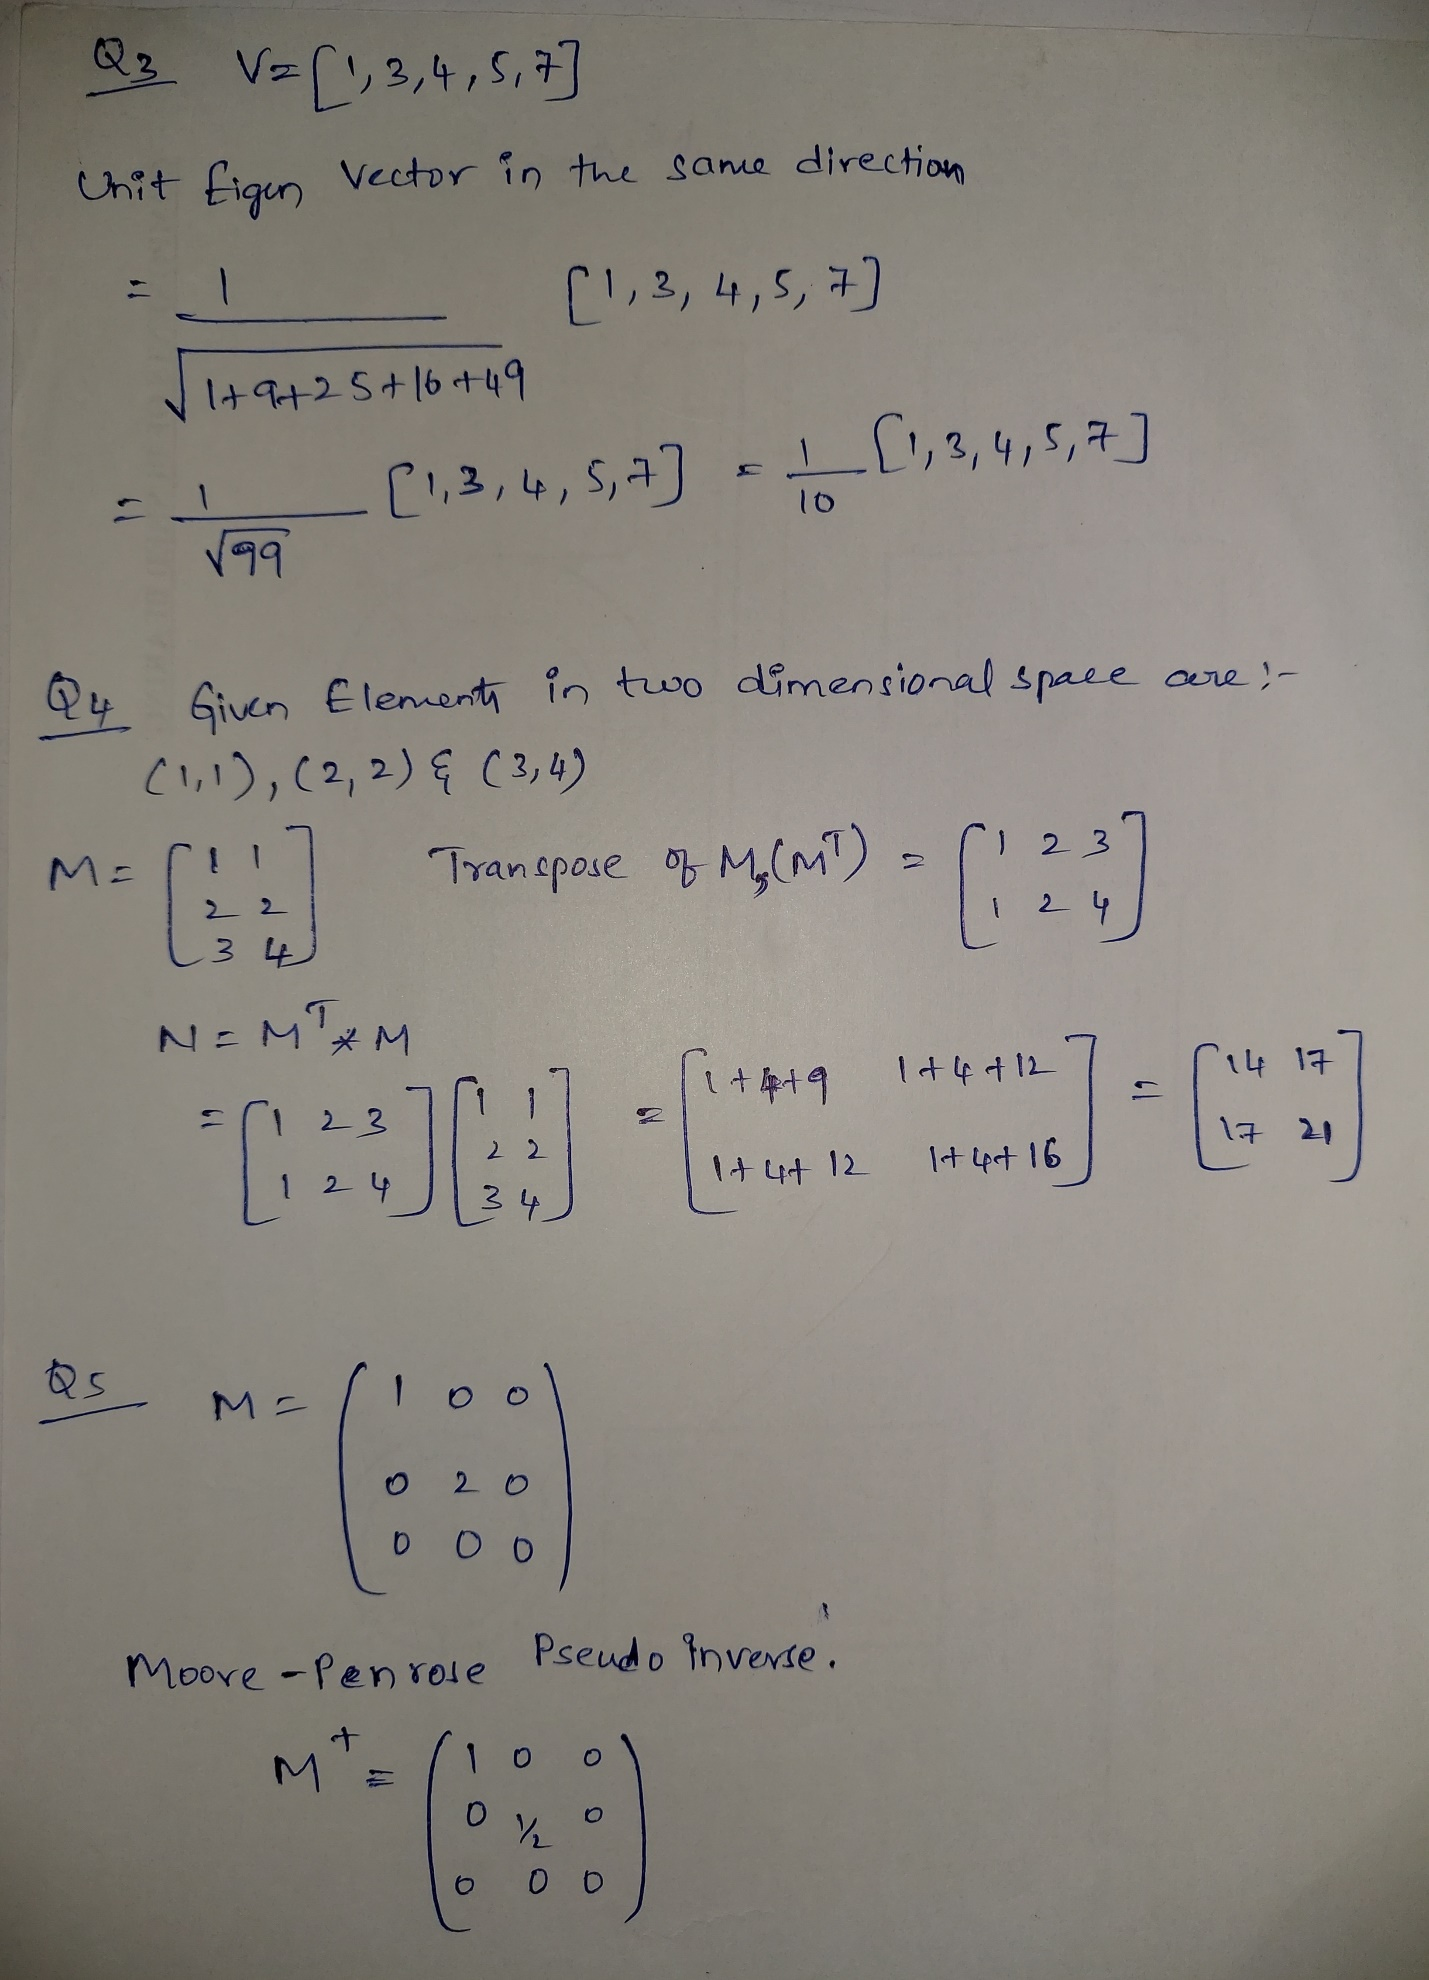 Q3 V=[1,3,4,5,7]
Unit Eigen Vector in the same direction
= 1/√1+9+25+16+49 [1,3,4,5,7]
= 1/√99 [1,3,4,5,7] = 1/10 [1,3,4,5,7]
Q4 Given Elements in two dimensional space are:-
(1,1),(2,2) & (3,4)
M= [1 1 Transpose of M,(Mᵀ) = [1 2 3
2 2 1 2 4]
3 4]
N = Mᵀ*M
= [1 2 3 [1 1 = [1+4+9 1+4+12 = [14 17
1 2 4] 2 2 1+4+12 1+4+16] 17 21]
3 4]
Q5 M= (1 0 0
0 2 0
0 0 0)
Moore-Penrose Pseudo inverse.
M⁺ = (1 0 0
0 ½ 0
0 0 0)